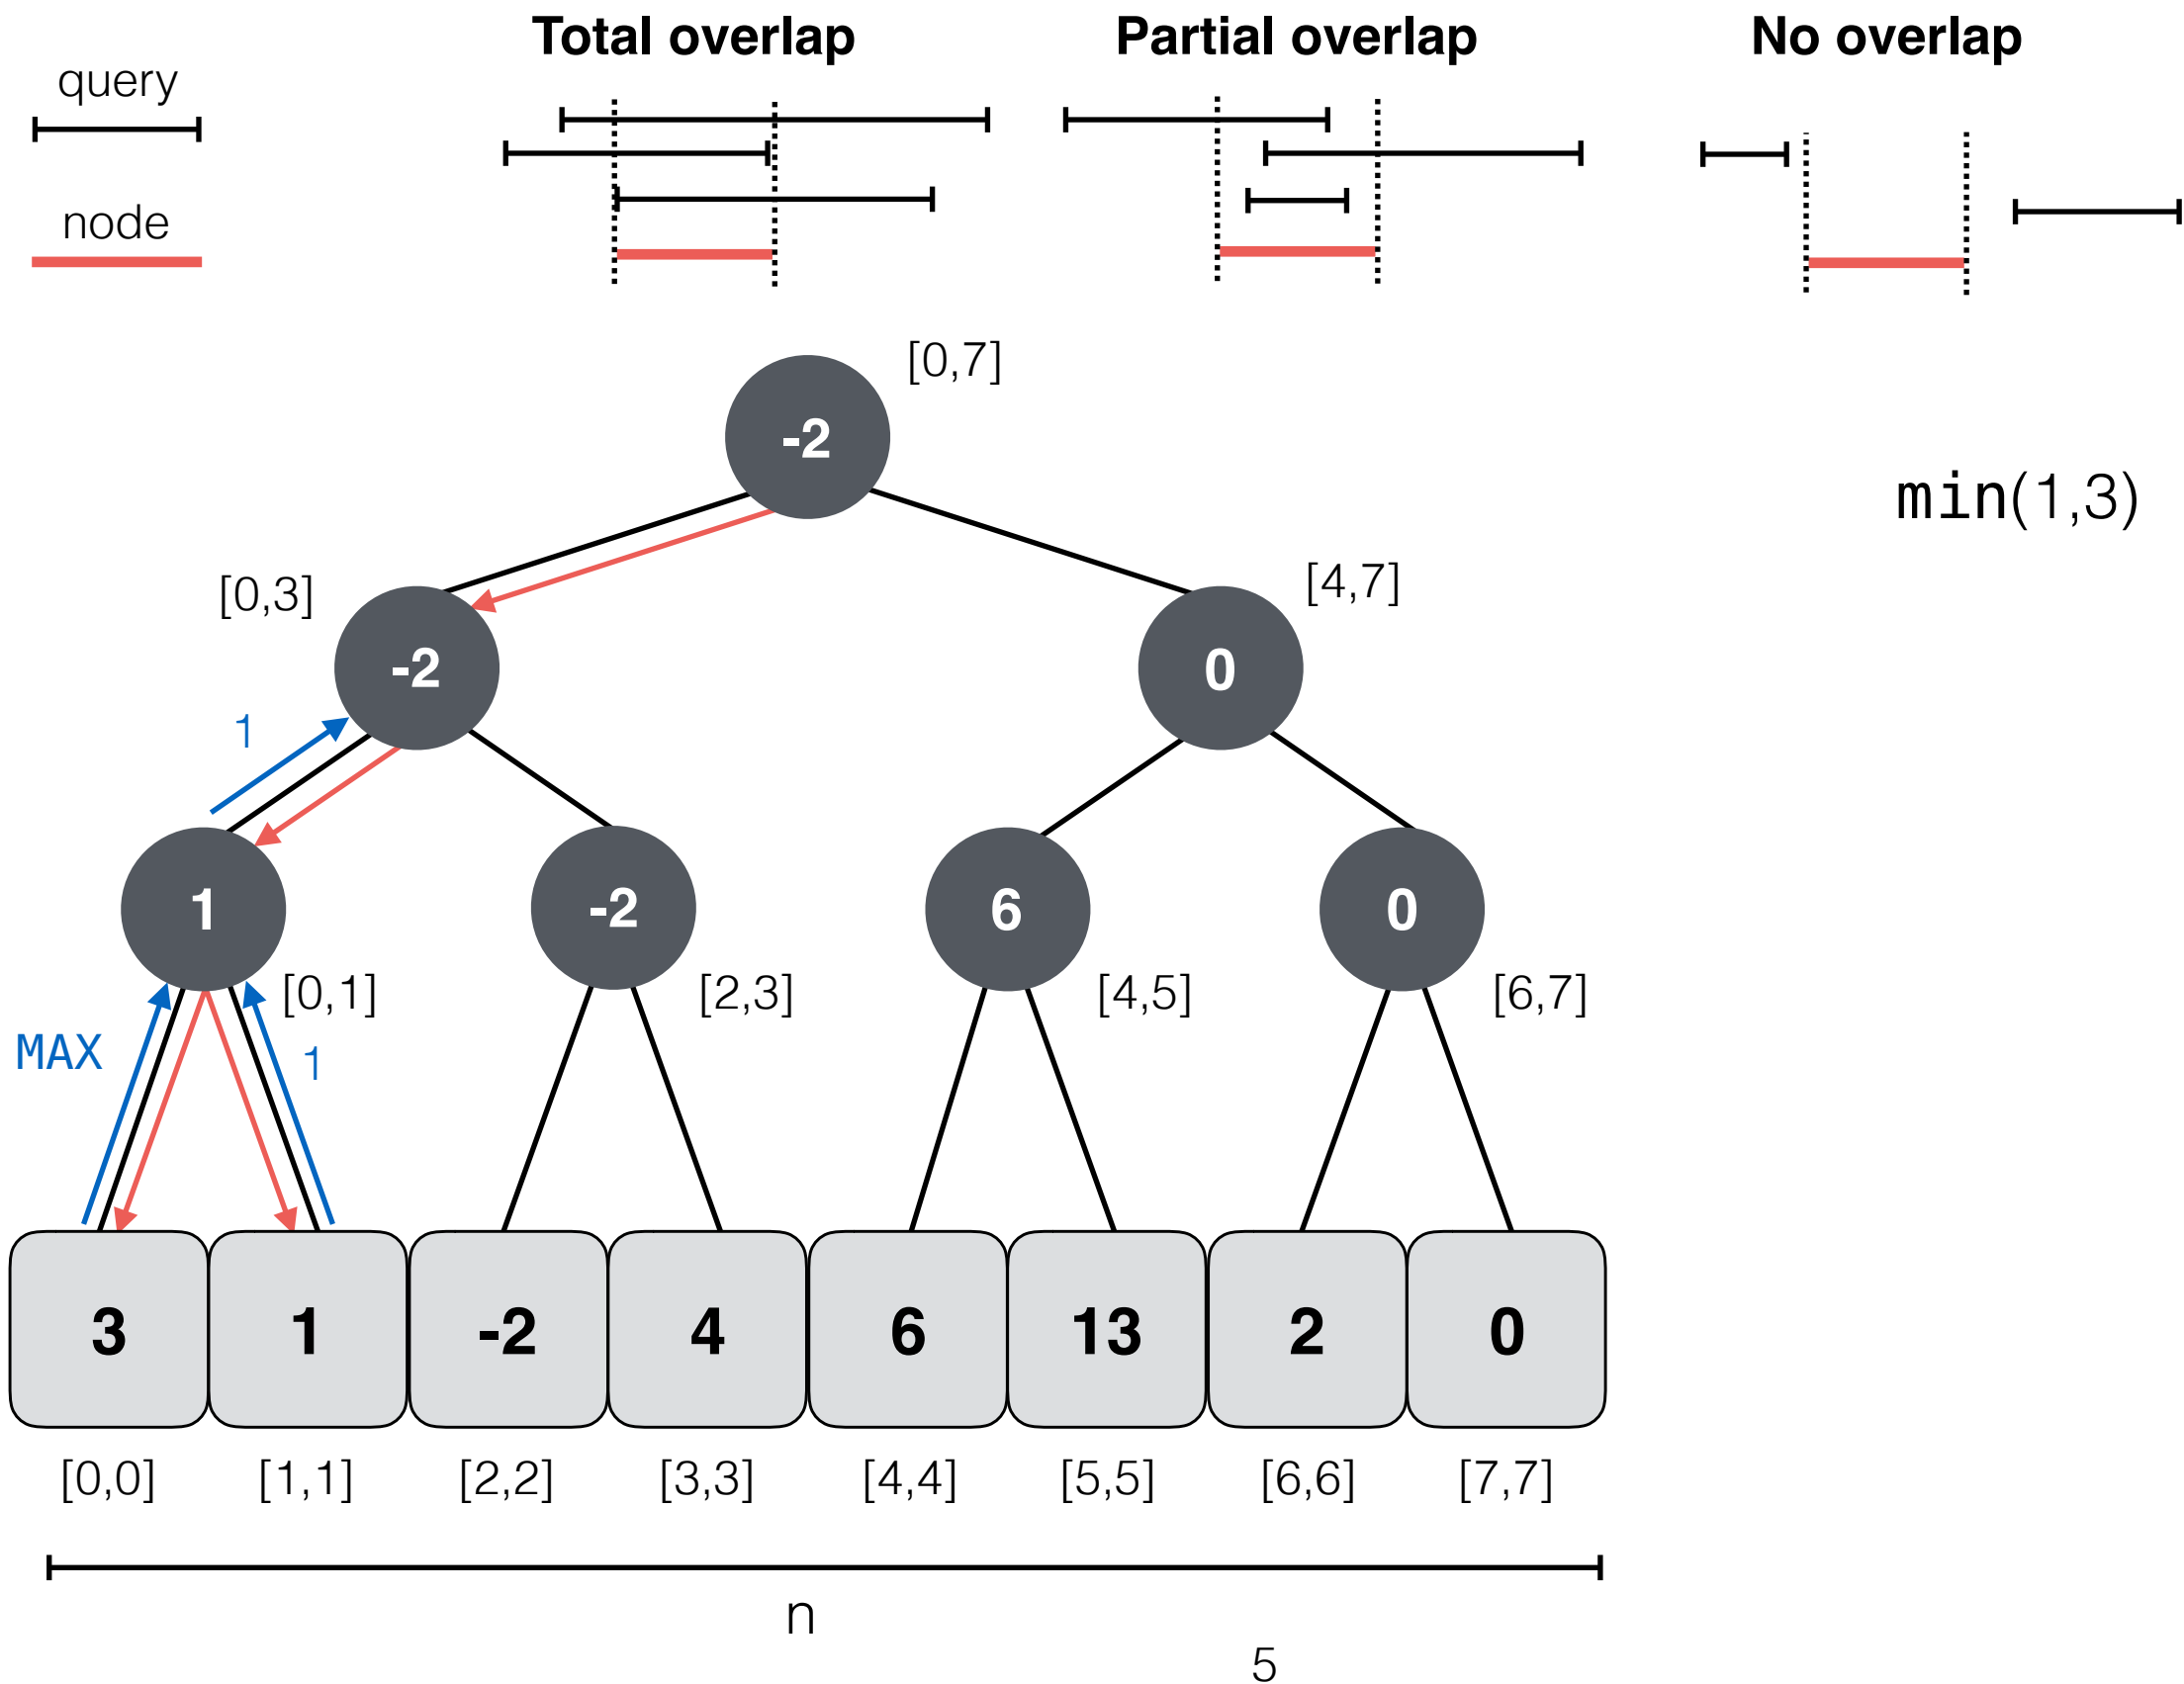 Total overlap
Partial overlap
No overlap
query
node
[0,7]
-2
min(1,3)
[0,3]
[4,7]
-2
0
1
1
-2
6
0
[0,1]
[2,3]
[4,5]
[6,7]
MAX
1
3 1 -2 4 6 13 2 0
[0,0] [1,1] [2,2] [3,3] [4,4] [5,5] [6,6] [7,7]
n
5